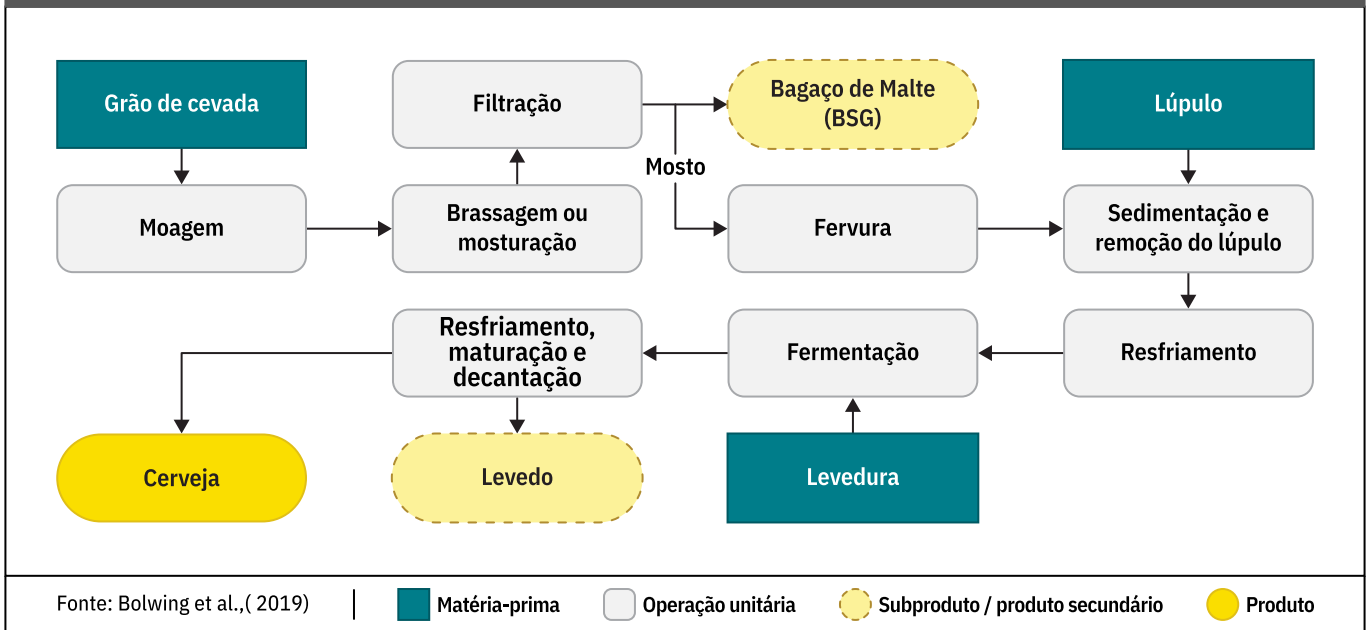 Grão de cevada
Filtração
Bagaço de Malte
(BSG)
Lúpulo
Mosto
Moagem
Brassagem ou
mosturação
Fervura
Sedimentação e
remoção do lúpulo
Resfriamento,
maturação e
decantação
Fermentação
Resfriamento
Cerveja
Levedo
Levedura
Fonte: Bolwing et al.,( 2019)
Matéria-prima
Operação unitária
Subproduto / produto secundário
Produto